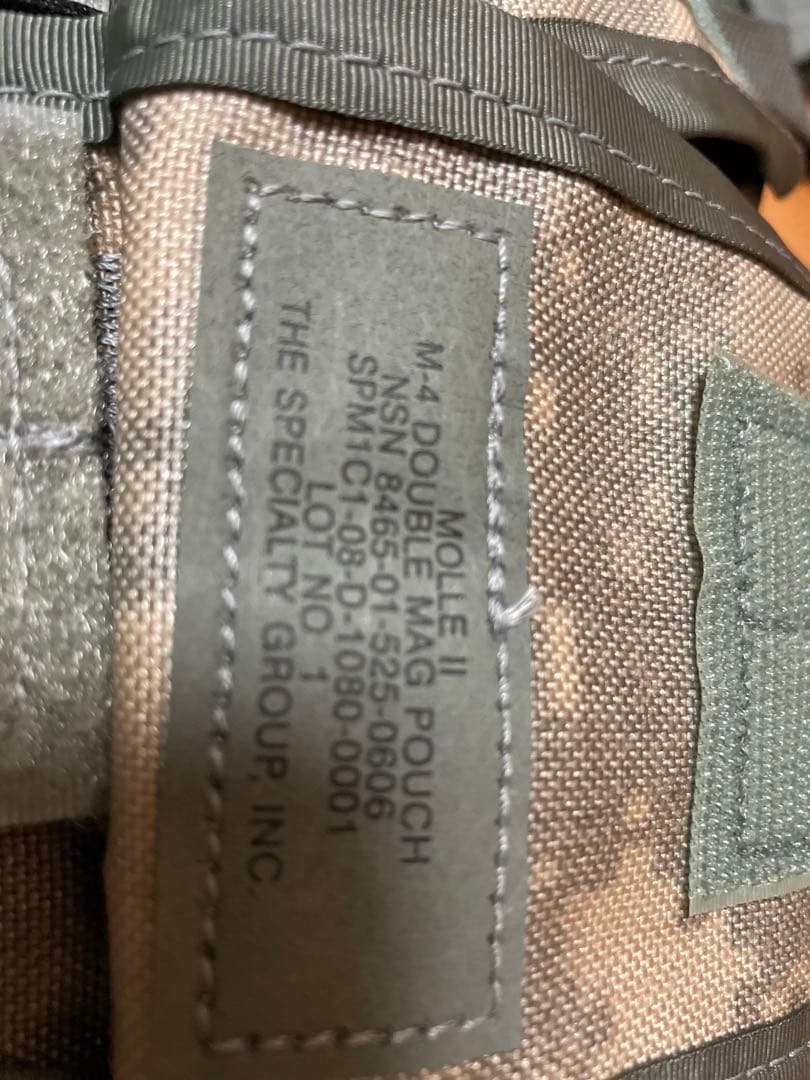 MOLLE II
M-4 DOUBLE MAG POUCH
NSN 8465-01-525-0606
SPM1C1-08-D-1080-0001
LOT NO 1
THE SPECIALTY GROUP, INC.